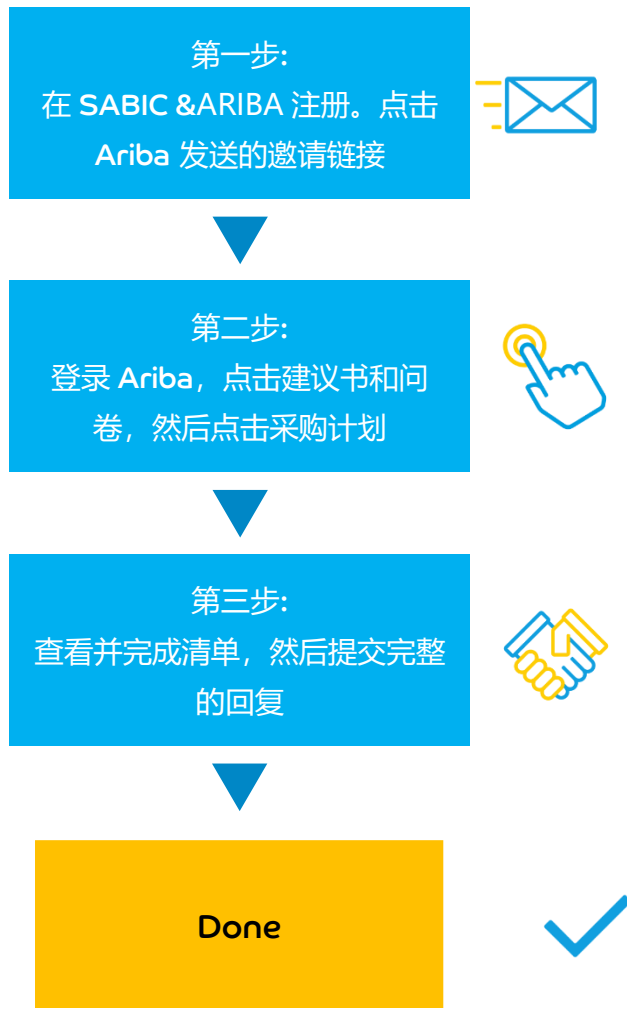 第一步:
在 SABIC &ARIBA 注册。点击
Ariba 发送的邀请链接
第二步:
登录 Ariba，点击建议书和问
卷，然后点击采购计划
第三步:
查看并完成清单，然后提交完整
的回复
Done